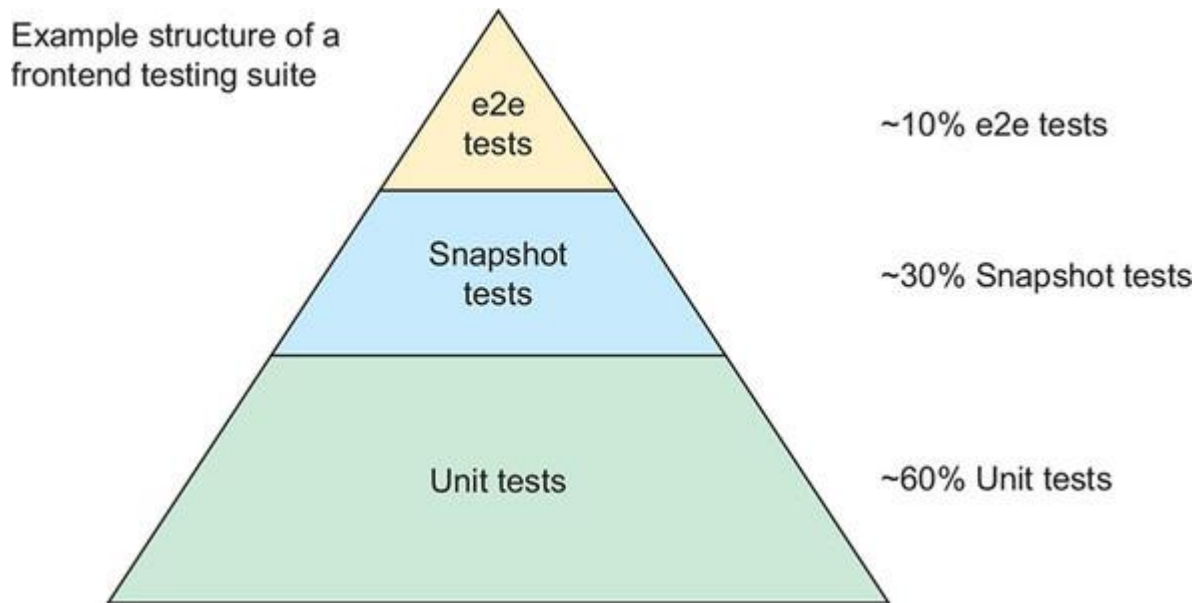 Example structure of a
frontend testing suite
e2e
tests
~10% e2e tests
Snapshot
tests
~30% Snapshot tests
Unit tests
~60% Unit tests